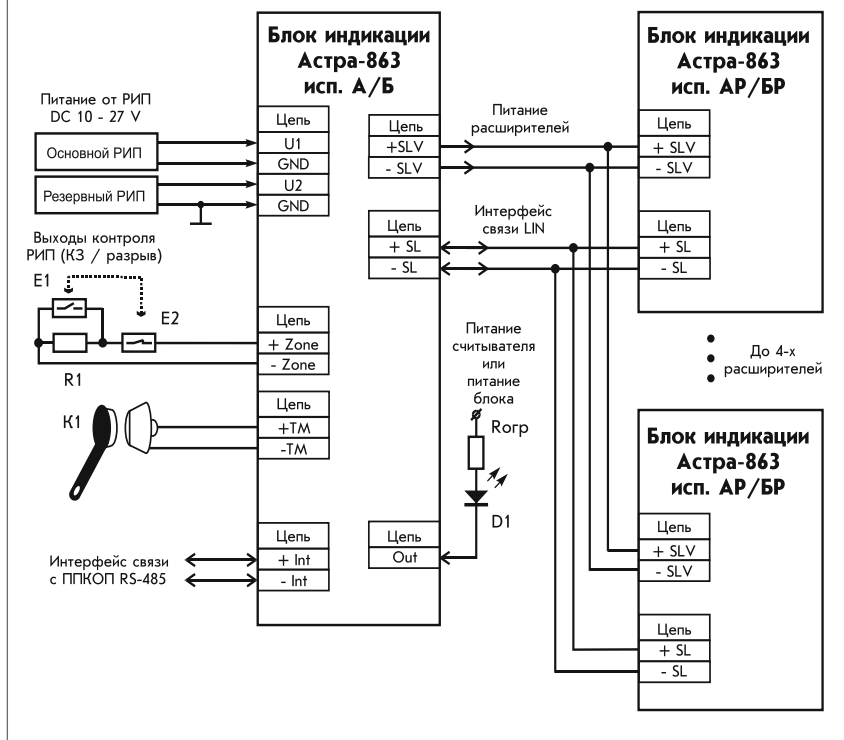 Блок индикации
Астра-863
исп. А/Б
Питание от РИП
DC 10 - 27 V
Основной РИП
Резервный РИП
Цепь
U1
GND
U2
GND
Цепь
+SLV
- SLV
Цепь
+ SL
- SL
Питание
расширителей
Интерфейс
связи LIN
Выходы контроля
РИП (КЗ / разрыв)
E1
E2
R1
Цепь
+ Zone
- Zone
K1
Цепь
+TM
-TM
Питание
считывателя
или
питание
блока
Rогр
D1
Интерфейс связи
с ППКОП RS-485
Цепь
+ Int
- Int
Цепь
Out
Блок индикации
Астра-863
исп. АР/БР
Цепь
+ SLV
- SLV
Цепь
+ SL
- SL
До 4-х
расширителей
Блок индикации
Астра-863
исп. АР/БР
Цепь
+ SLV
- SLV
Цепь
+ SL
- SL